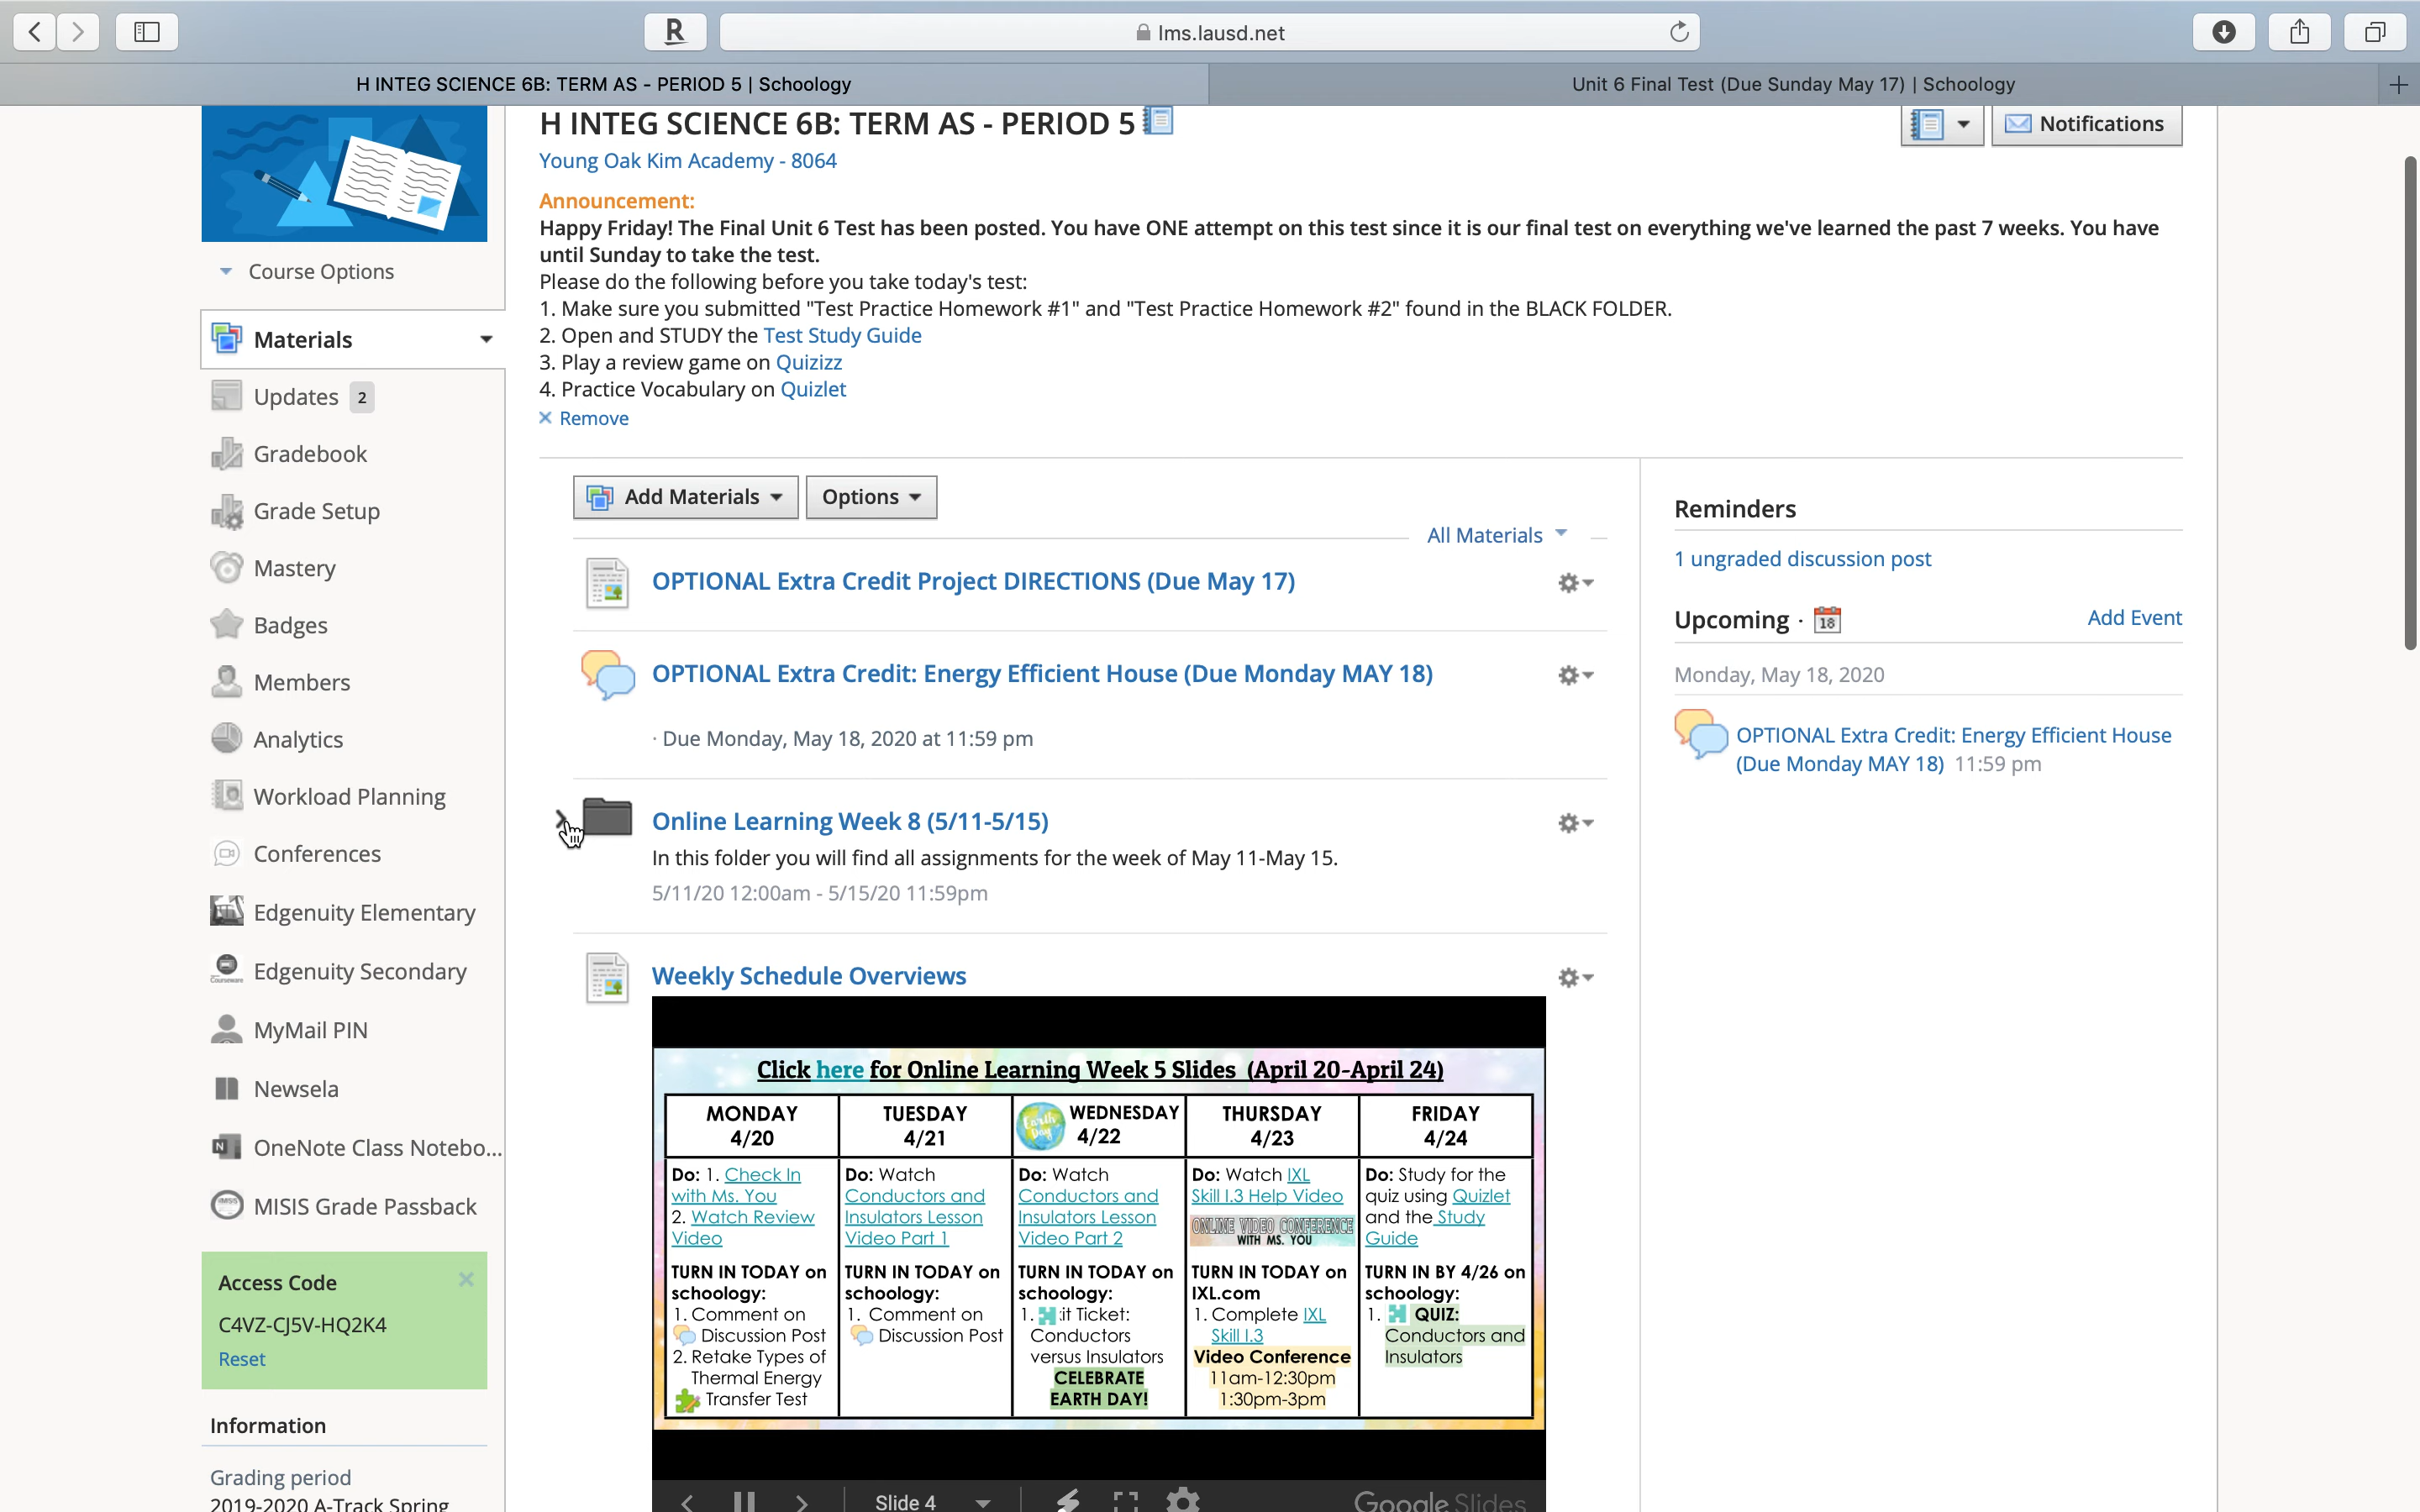 R
lms.lausd.net
H INTEG SCIENCE 6B: TERM AS - PERIOD 5 | Schoology
Unit 6 Final Test (Due Sunday May 17) | Schoology
H INTEG SCIENCE 6B: TERM AS - PERIOD 5
Notifications
Young Oak Kim Academy - 8064
Announcement:
Happy Friday! The Final Unit 6 Test has been posted. You have ONE attempt on this test since it is our final test on everything we've learned the past 7 weeks. You have
until Sunday to take the test.
Please do the following before you take today's test:
1. Make sure you submitted "Test Practice Homework #1" and "Test Practice Homework #2" found in the BLACK FOLDER.
2. Open and STUDY the Test Study Guide
3. Play a review game on Quizizz
4. Practice Vocabulary on Quizlet
Remove
Course Options
Materials
Updates 2
Gradebook
Grade Setup
Mastery
Badges
Members
Analytics
Workload Planning
Conferences
Edgenuity Elementary
Edgenuity Secondary
MyMail PIN
Newsela
OneNote Class Notebo...
MISIS Grade Passback
Access Code
C4VZ-CJ5V-HQ2K4
Reset
Information
Grading period
2019-2020 A-Track Spring
Add Materials
Options
All Materials
OPTIONAL Extra Credit Project DIRECTIONS (Due May 17)
OPTIONAL Extra Credit: Energy Efficient House (Due Monday MAY 18)
· Due Monday, May 18, 2020 at 11:59 pm
Online Learning Week 8 (5/11-5/15)
In this folder you will find all assignments for the week of May 11-May 15.
5/11/20 12:00am - 5/15/20 11:59pm
Weekly Schedule Overviews
Click here for Online Learning Week 5 Slides (April 20-April 24)
MONDAY
4/20
Do: 1. Check In
with Ms. You
2. Watch Review
Video
TURN IN TODAY on
schoology:
1. Comment on
Discussion Post
2. Retake Types of
Thermal Energy
Transfer Test
TUESDAY
4/21
Do: Watch
Conductors and
Insulators Lesson
Video Part 1
TURN IN TODAY on
schoology:
1. Comment on
Discussion Post
Earth
Day
WEDNESDAY
4/22
Do: Watch
Conductors and
Insulators Lesson
Video Part 2
TURN IN TODAY on
schoology:
1. it Ticket:
Conductors
versus Insulators
CELEBRATE
EARTH DAY!
THURSDAY
4/23
Do: Watch IXL
Skill I.3 Help Video
ONLINE VIDEO CONFERENCE
WITH MS. YOU
TURN IN TODAY on
IXL.com
1. Complete IXL
Skill I.3
Video Conference
11am-12:30pm
1:30pm-3pm
FRIDAY
4/24
Do: Study for the
quiz using Quizlet
and the Study
Guide
TURN IN BY 4/26 on
schoology:
1. QUIZ:
Conductors and
Insulators
Slide 4
Google Slides
Reminders
1 ungraded discussion post
Upcoming ·
18
Add Event
Monday, May 18, 2020
OPTIONAL Extra Credit: Energy Efficient House
(Due Monday MAY 18) 11:59 pm